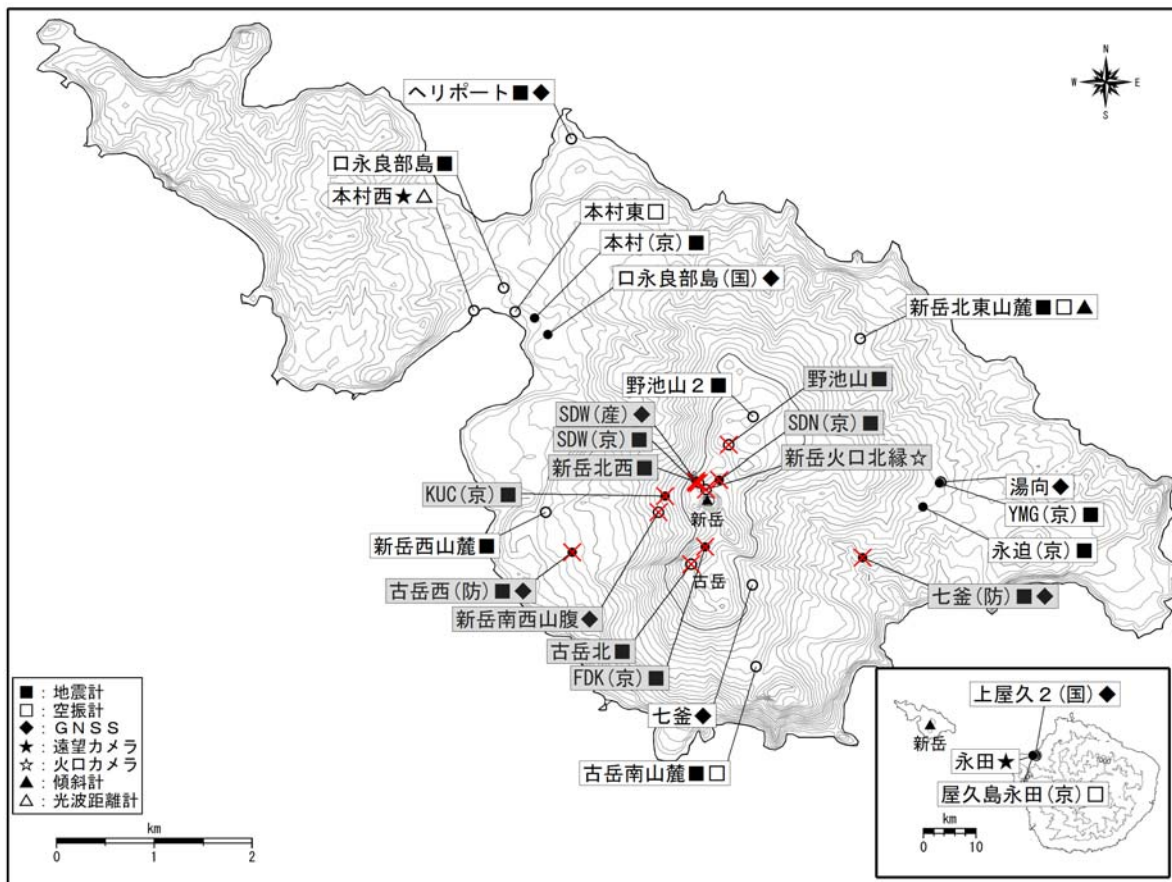 N
W E
S
ヘリポート■◆
口永良部島■
本村西★△
本村東□
本村(京)■
口永良部島(国)◆
新岳北東山麓■□▲
野池山2■
野池山■
SDW(産)◆
SDN(京)■
SDW(京)■
新岳火口北縁☆
新岳北西■
KUC(京)■
湯向◆
YMG(京)■
新岳
新岳西山麓■
永迫(京)■
古岳西(防)■◆
古岳
七釜(防)■◆
新岳南西山腹◆
古岳北■
FDK(京)■
七釜◆
古岳南山麓■□
■:地震計
□:空振計
◆:GNSS
★:遠望カメラ
☆:火口カメラ
▲:傾斜計
△:光波距離計
km
0 1 2
上屋久2(国)◆
新岳
永田★
屋久島永田(京)□
km
0 10